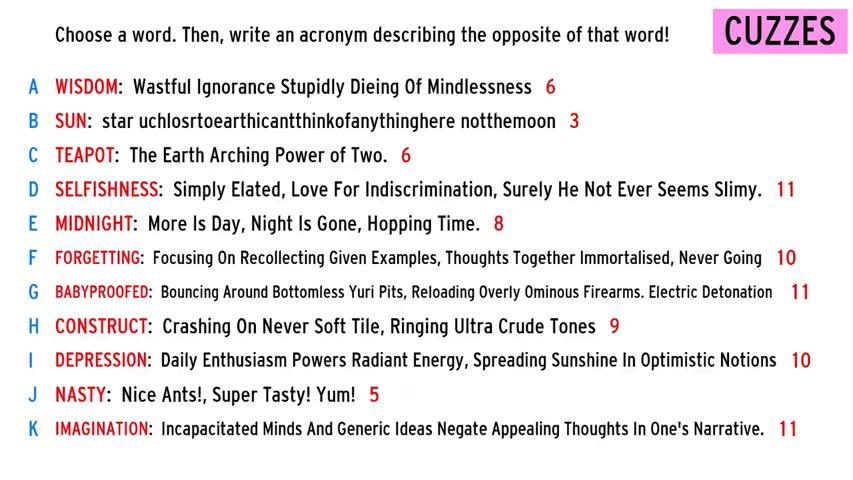 Choose a word. Then, write an acronym describing the opposite of that word!
CUZZES
A WISDOM: Wastful Ignorance Stupidly Dieing Of Mindlessness 6
B SUN: star uchlosrtoearthicantthinkofanythinghere notthemoon 3
C TEAPOT: The Earth Arching Power of Two. 6
D SELFISHNESS: Simply Elated, Love For Indiscrimination, Surely He Not Ever Seems Slimy. 11
E MIDNIGHT: More Is Day, Night Is Gone, Hopping Time. 8
F FORGETTING: Focusing On Recollecting Given Examples, Thoughts Together Immortalised, Never Going 10
G BABYPROOFED: Bouncing Around Bottomless Yuri Pits, Reloading Overly Ominous Firearms. Electric Detonation 11
H CONSTRUCT: Crashing On Never Soft Tile, Ringing Ultra Crude Tones 9
I DEPRESSION: Daily Enthusiasm Powers Radiant Energy, Spreading Sunshine In Optimistic Notions 10
J NASTY: Nice Ants!, Super Tasty! Yum! 5
K IMAGINATION: Incapacitated Minds And Generic Ideas Negate Appealing Thoughts In One's Narrative. 11